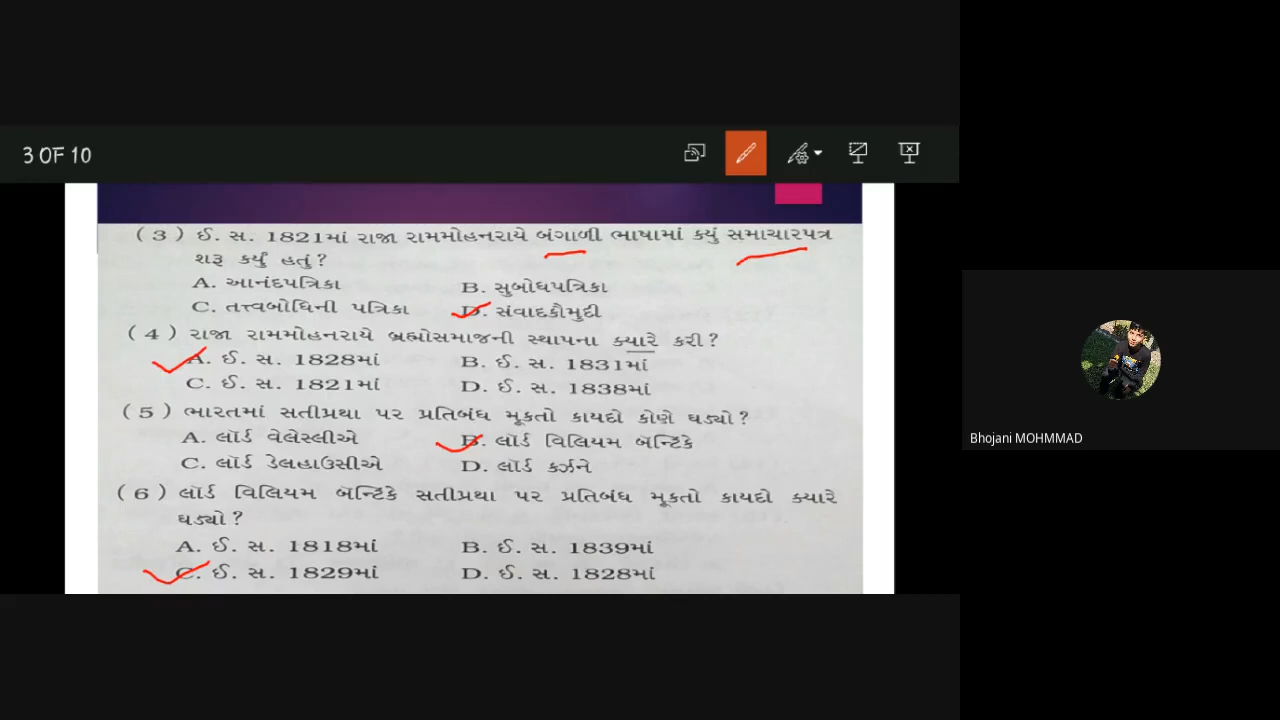 3 OF 10
( 3 ) ઈ. સ. 1821માં રાજા રામમોહનરાયે બંગાળી ભાષામાં કયું સમાચારપત્ર
શરૂ કર્યું હતું ?
A. આનંદપત્રિકા B. સુબોધપત્રિકા
C. તત્ત્વબોધિની પત્રિકા D. સંવાદકૌમુદી
( 4 ) રાજા રામમોહનરાયે બ્રહ્મોસમાજની સ્થાપના ક્યારે કરી ?
A. ઈ. સ. 1828માં B. ઈ. સ. 1831માં
C. ઈ. સ. 1821માં D. ઈ. સ. 1838માં
( 5 ) ભારતમાં સતીપ્રથા પર પ્રતિબંધ મૂકતો કાયદો કોણે ઘડ્યો ?
A. લૉર્ડ વેલેસ્લીએ B. લૉર્ડ વિલિયમ બૅન્ટિંકે
C. લૉર્ડ ડેલહાઉસીએ D. લૉર્ડ કર્ઝને
( 6 ) લૉર્ડ વિલિયમ બૅન્ટિંકે સતીપ્રથા પર પ્રતિબંધ મૂકતો કાયદો ક્યારે
ઘડ્યો ?
A. ઈ. સ. 1818માં B. ઈ. સ. 1839માં
C. ઈ. સ. 1829માં D. ઈ. સ. 1828માં
Bhojani MOHMMAD